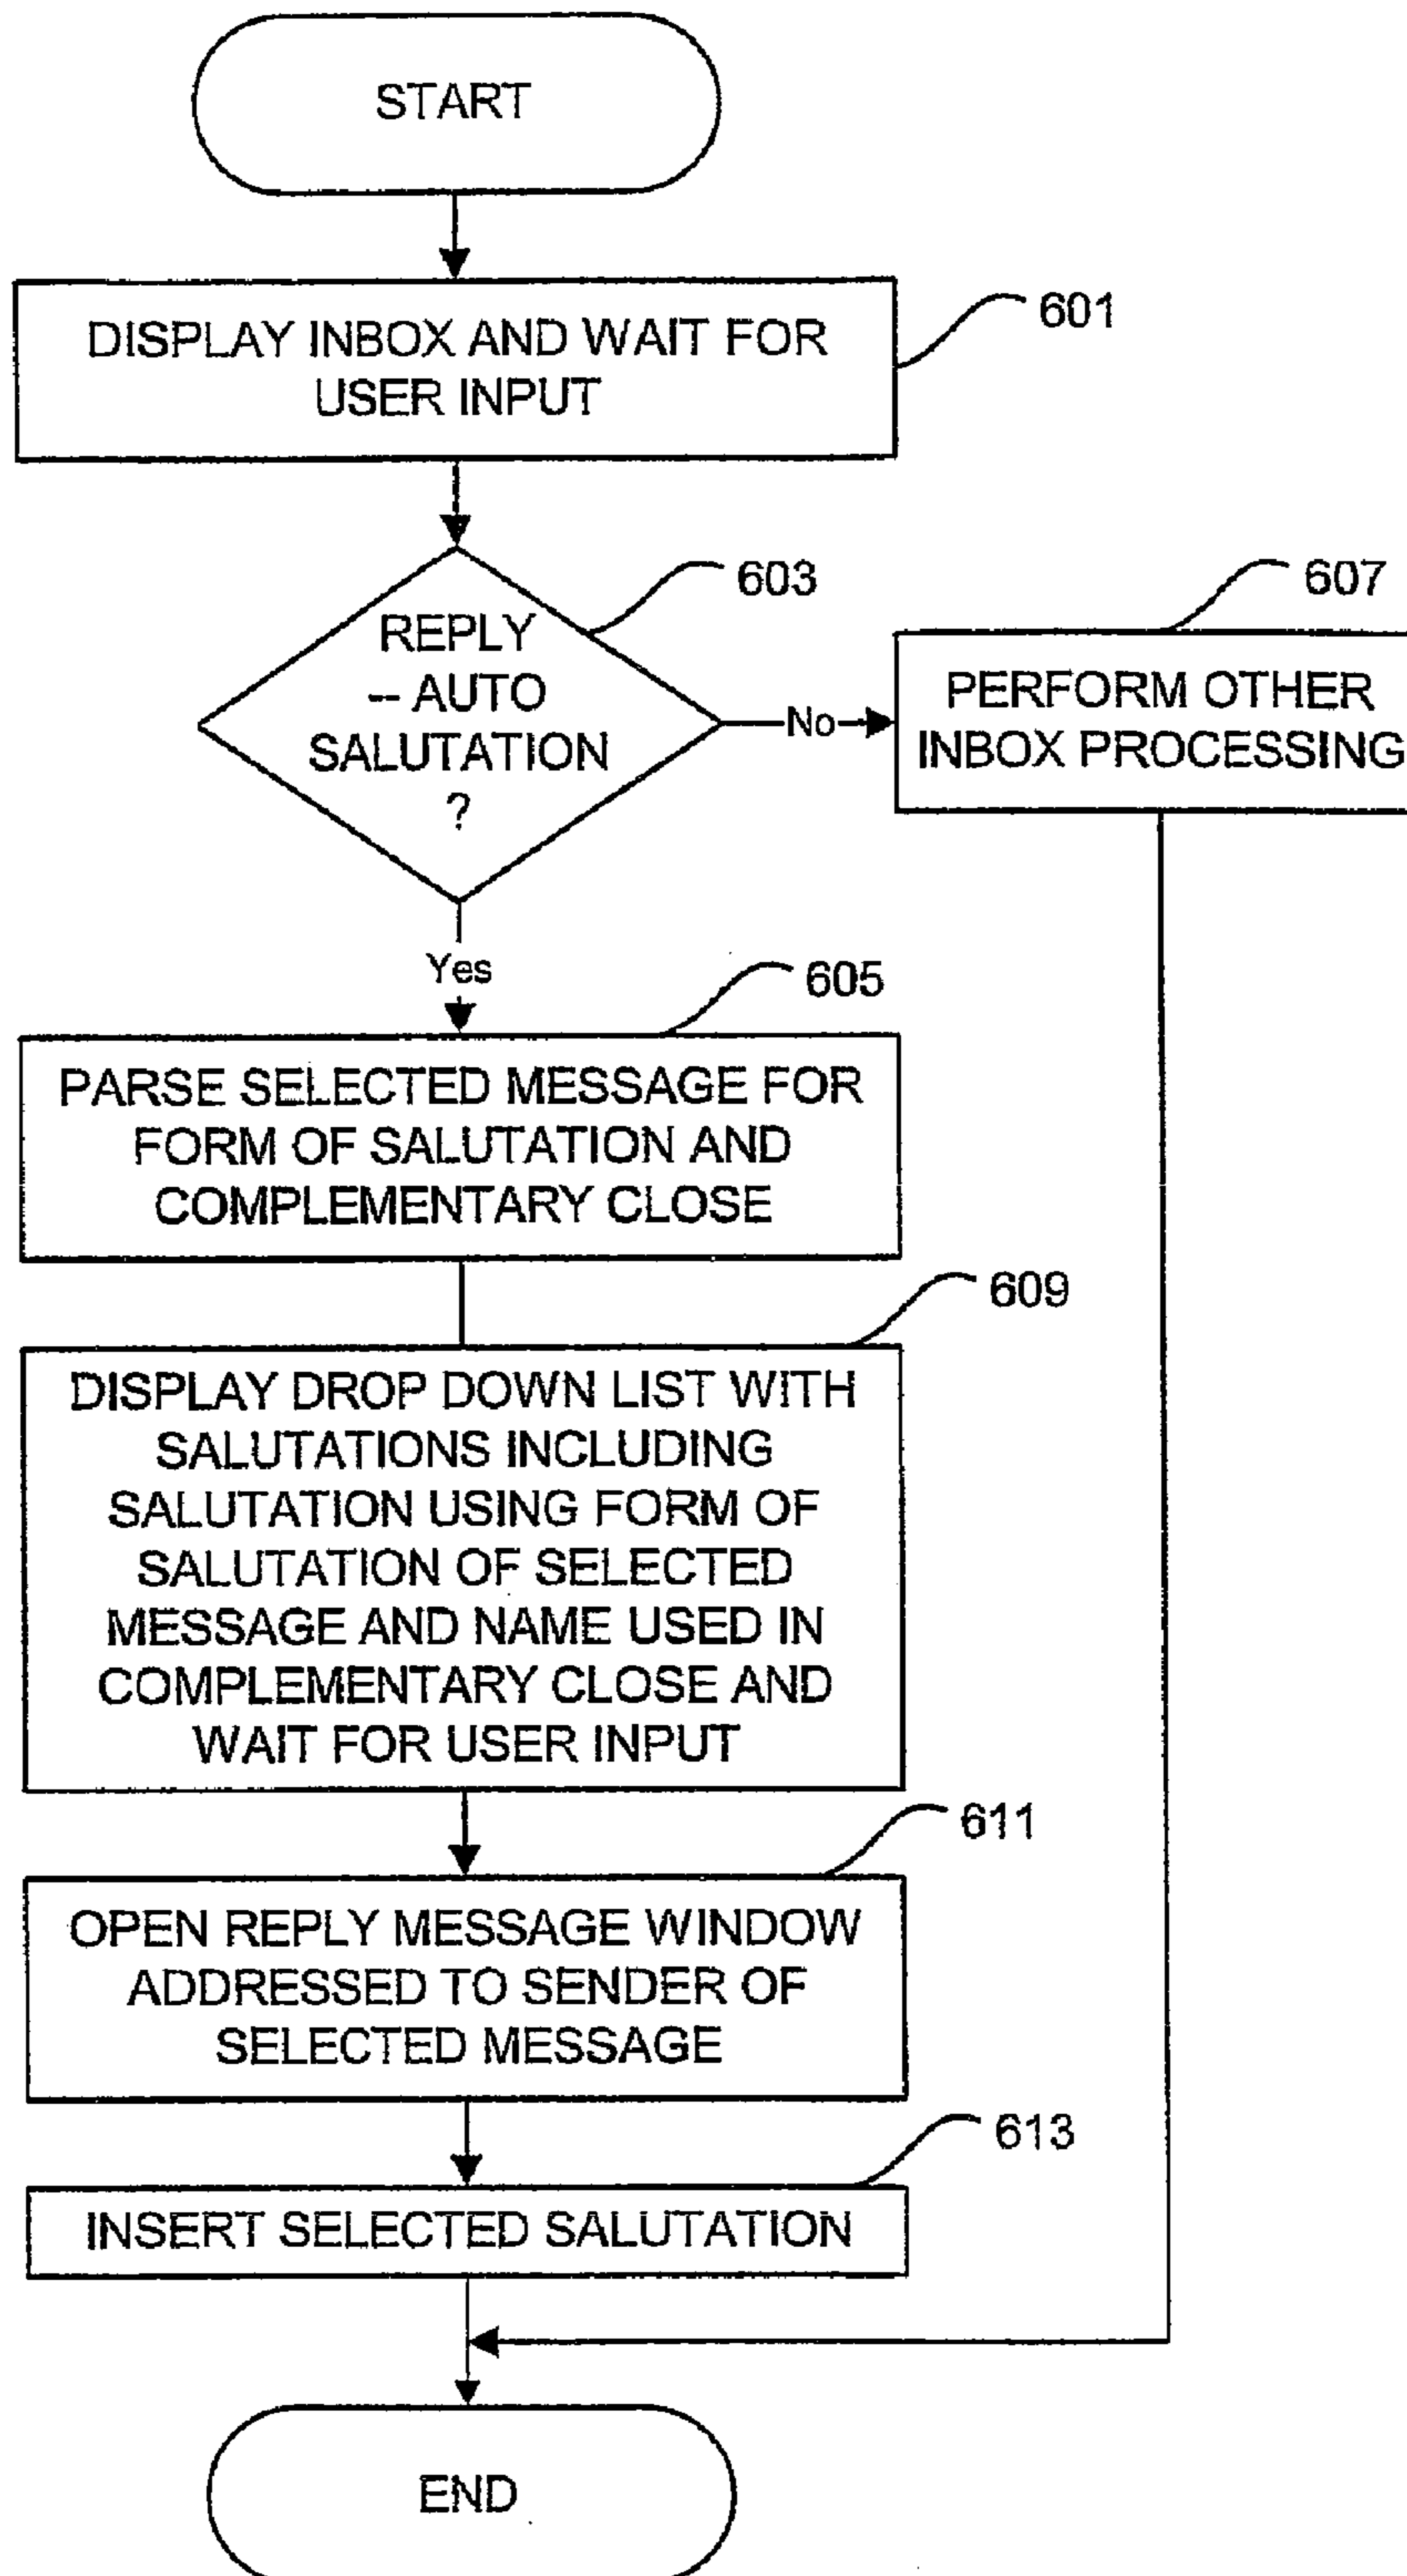 START
DISPLAY INBOX AND WAIT FOR
USER INPUT
601
REPLY
-- AUTO
SALUTATION
?
603
No
607
PERFORM OTHER
INBOX PROCESSING
Yes
605
PARSE SELECTED MESSAGE FOR
FORM OF SALUTATION AND
COMPLEMENTARY CLOSE
609
DISPLAY DROP DOWN LIST WITH
SALUTATIONS INCLUDING
SALUTATION USING FORM OF
SALUTATION OF SELECTED
MESSAGE AND NAME USED IN
COMPLEMENTARY CLOSE AND
WAIT FOR USER INPUT
611
OPEN REPLY MESSAGE WINDOW
ADDRESSED TO SENDER OF
SELECTED MESSAGE
613
INSERT SELECTED SALUTATION
END